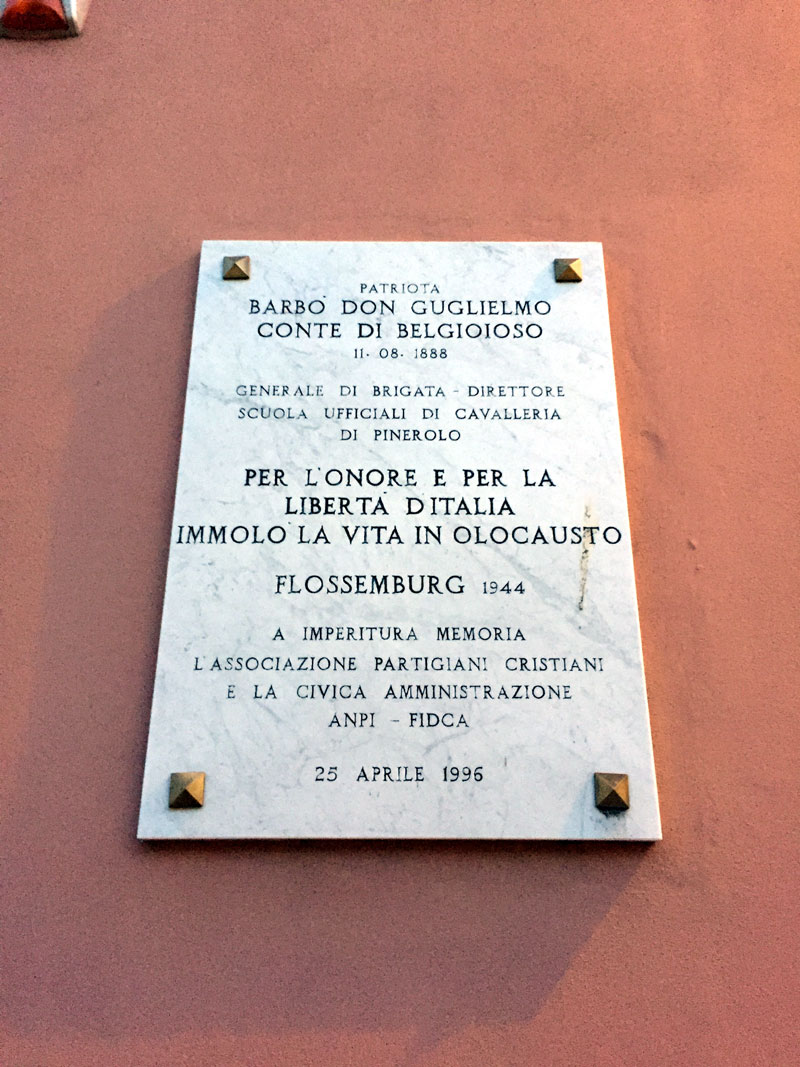 PATRIOTA
BARBÒ DON GUGLIELMO
CONTE DI BELGIOIOSO
11· 08· 1888
GENERALE DI BRIGATA - DIRETTORE
SCUOLA UFFICIALI DI CAVALLERIA
DI PINEROLO
PER L'ONORE E PER LA
LIBERTÀ D'ITALIA
IMMOLÒ LA VITA IN OLOCAUSTO
FLOSSEMBURG 1944
A IMPERITURA MEMORIA
L'ASSOCIAZIONE PARTIGIANI CRISTIANI
E LA CIVICA AMMINISTRAZIONE
ANPI - FIDCA
25 APRILE 1996